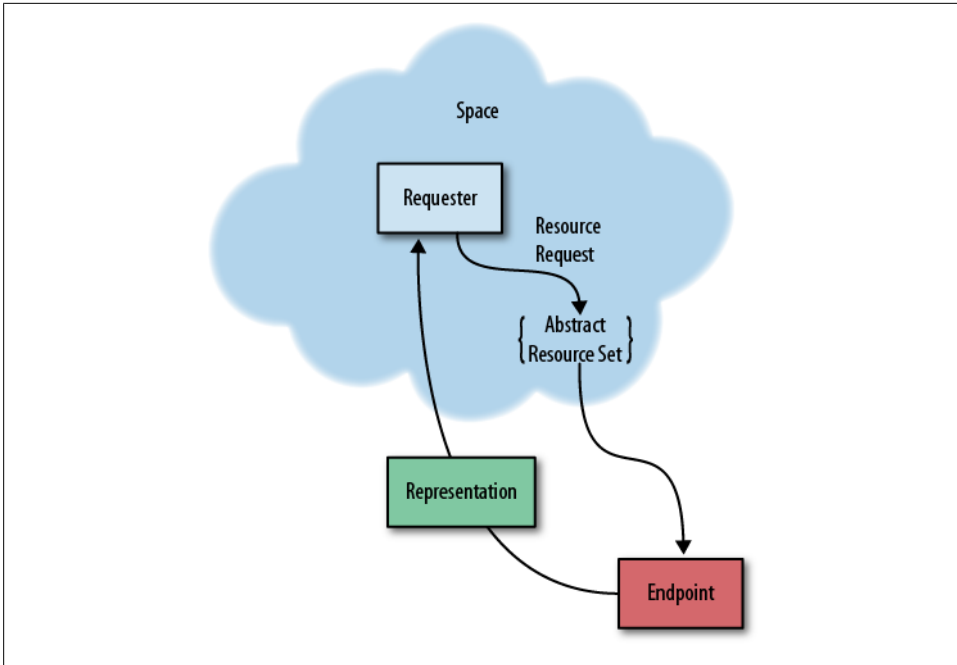 Space
Requester
Resource
Request
{ Abstract
Resource Set }
Representation
Endpoint